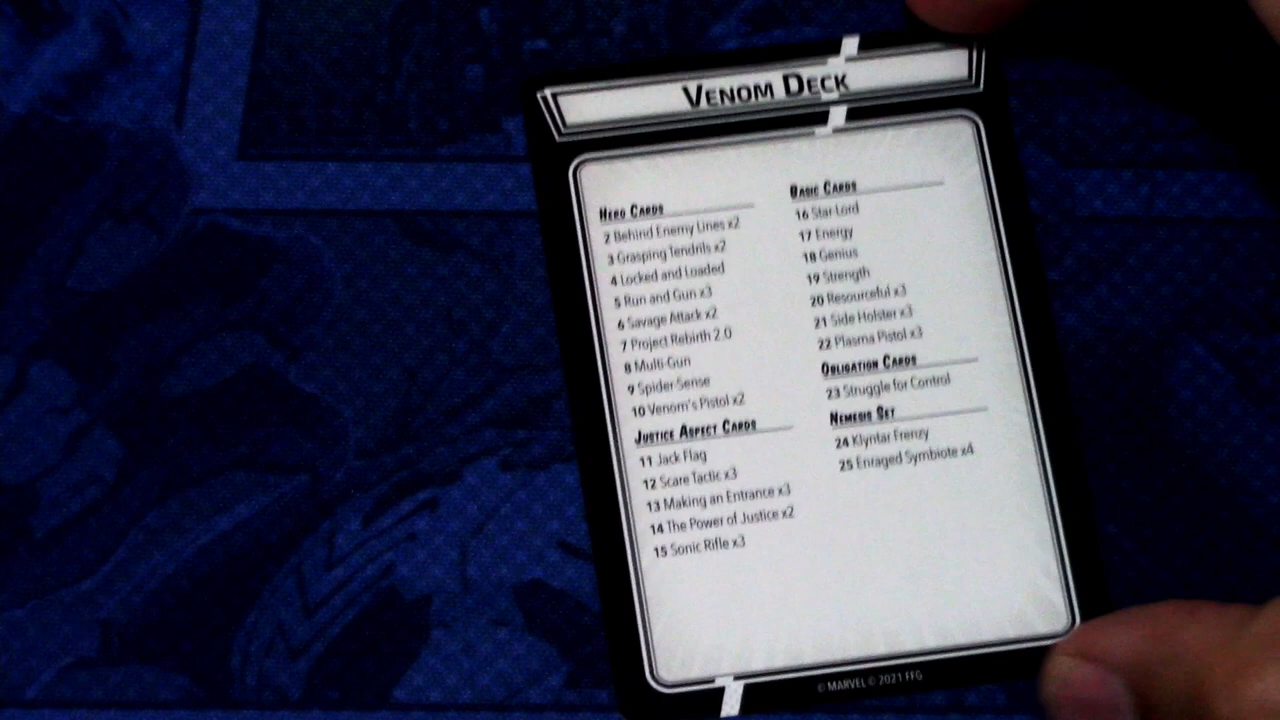 VENOM DECK
HERO CARDS
2 Behind Enemy Lines x2
3 Grasping Tendrils x2
4 Locked and Loaded
5 Run and Gun x3
6 Savage Attack x2
7 Project Rebirth 2.0
8 Multi-Gun
9 Spider-Sense
10 Venom's Pistol x2
JUSTICE ASPECT CARDS
11 Jack Flag
12 Scare Tactic x3
13 Making an Entrance x3
14 The Power of Justice x2
15 Sonic Rifle x3
BASIC CARDS
16 Star-Lord
17 Energy
18 Genius
19 Strength
20 Resourceful x3
21 Side Holster x3
22 Plasma Pistol x3
OBLIGATION CARDS
23 Struggle for Control
NEMESIS SET
24 Klyntar Frenzy
25 Enraged Symbiote x4
© MARVEL © 2021 FFG